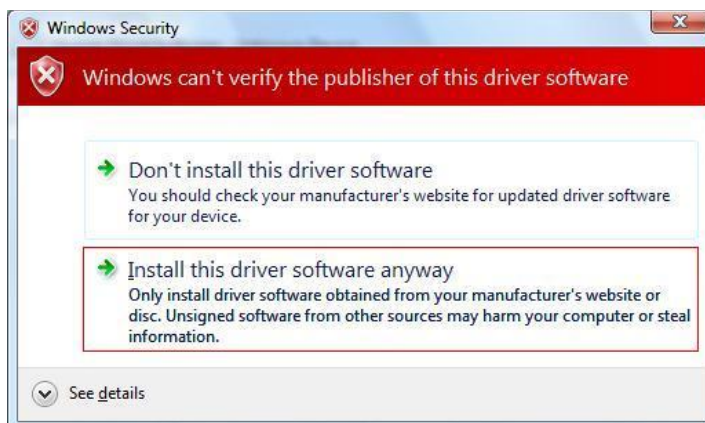 Windows Security
Windows can't verify the publisher of this driver software
Don't install this driver software
You should check your manufacturer's website for updated driver software
for your device.
Install this driver software anyway
Only install driver software obtained from your manufacturer's website or
disc. Unsigned software from other sources may harm your computer or steal
information.
See details